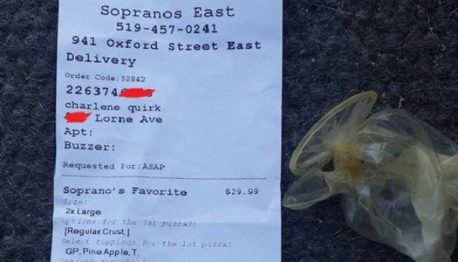 Sopranos East
519-457-0241
941 Oxford Street East
Delivery
Order Code: 52842
226374
charlene quirk
Lorne Ave
Apt:
Buzzer:
Requested For: ASAP
Soprano's Favorite $29.99
Size:
2x Large
options for the 1st pizza:
[Regular Crust,]
Select toppings for the 1st pizza:
GP, Pine Apple, T,